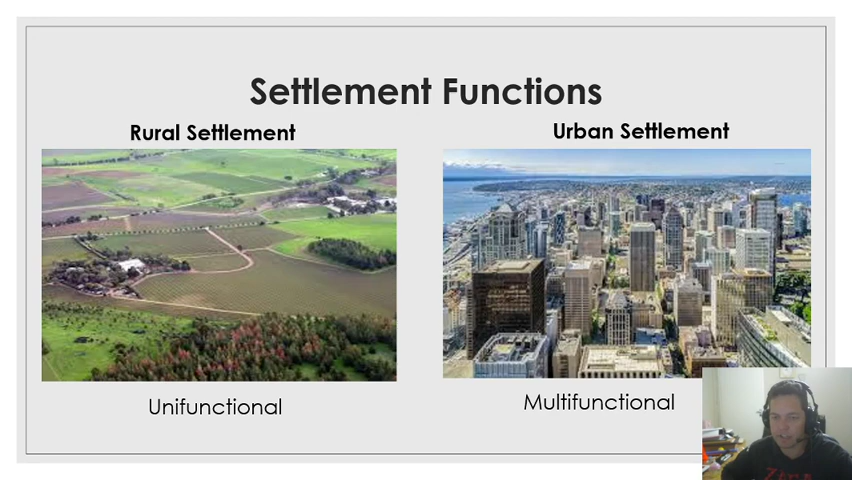 Settlement Functions
Rural Settlement
Urban Settlement
Unifunctional
Multifunctional